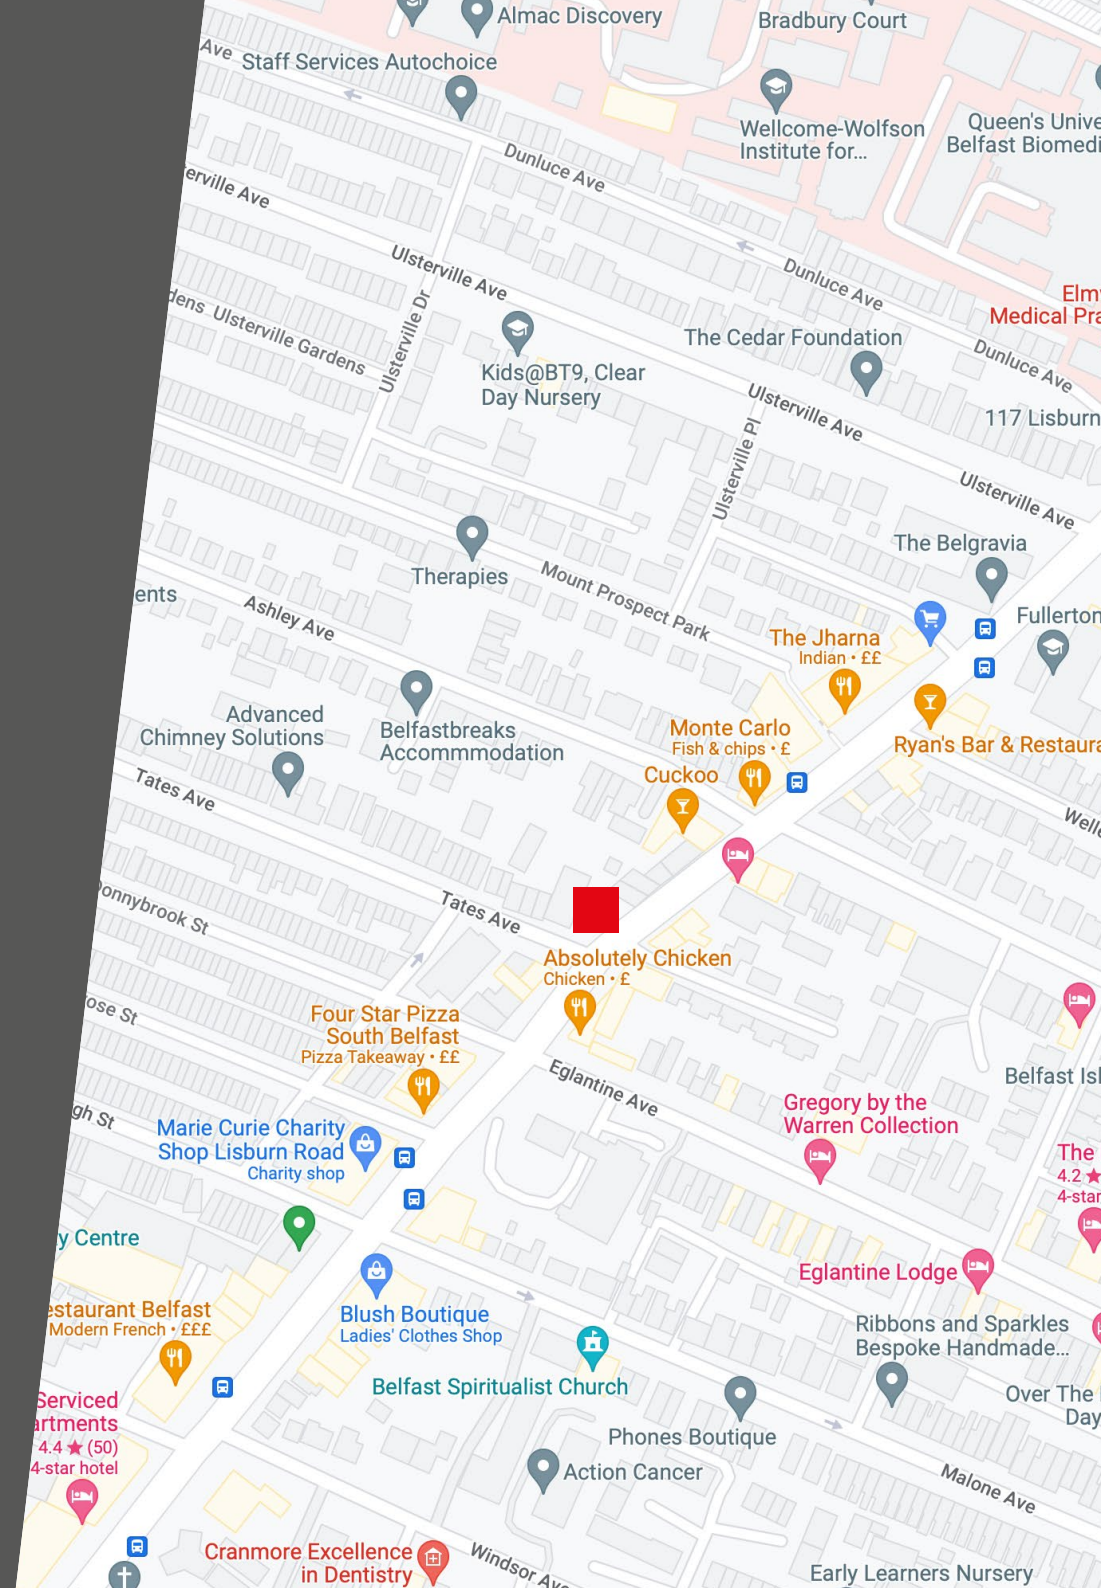 Almac Discovery
Bradbury Court
Ave
Staff Services Autochoice
Wellcome-Wolfson
Institute for...
Queen's Unive
Belfast Biomedi
Dunluce Ave
erville Ave
Ulsterville Ave
Dunluce Ave
Elm
Medical Pra
dens
Ulsterville Gardens
Ulsterville Dr
The Cedar Foundation
Dunluce Ave
Kids@BT9, Clear
Day Nursery
Ulsterville Ave
117 Lisburn
Ulsterville Pl
Ulsterville Ave
The Belgravia
Therapies
Mount Prospect Park
ents
Ashley Ave
Fullerton
The Jharna
Indian • ££
Advanced
Chimney Solutions
Belfastbreaks
Accommmodation
Monte Carlo
Fish & chips • £
Ryan's Bar & Restaura
Cuckoo
Tates Ave
Welle
Donnybrook St
Tates Ave
Absolutely Chicken
Chicken • £
ose St
Four Star Pizza
South Belfast
Pizza Takeaway • ££
Eglantine Ave
Belfast Isl
gh St
Marie Curie Charity
Shop Lisburn Road
Charity shop
Gregory by the
Warren Collection
The
4.2 ★
4-star
y Centre
Eglantine Lodge
estaurant Belfast
Modern French • £££
Blush Boutique
Ladies' Clothes Shop
Ribbons and Sparkles
Bespoke Handmade...
Belfast Spiritualist Church
Over The
Day
Serviced
artments
4.4 ★ (50)
4-star hotel
Phones Boutique
Action Cancer
Malone Ave
Cranmore Excellence
in Dentistry
Windsor Ave
Early Learners Nursery